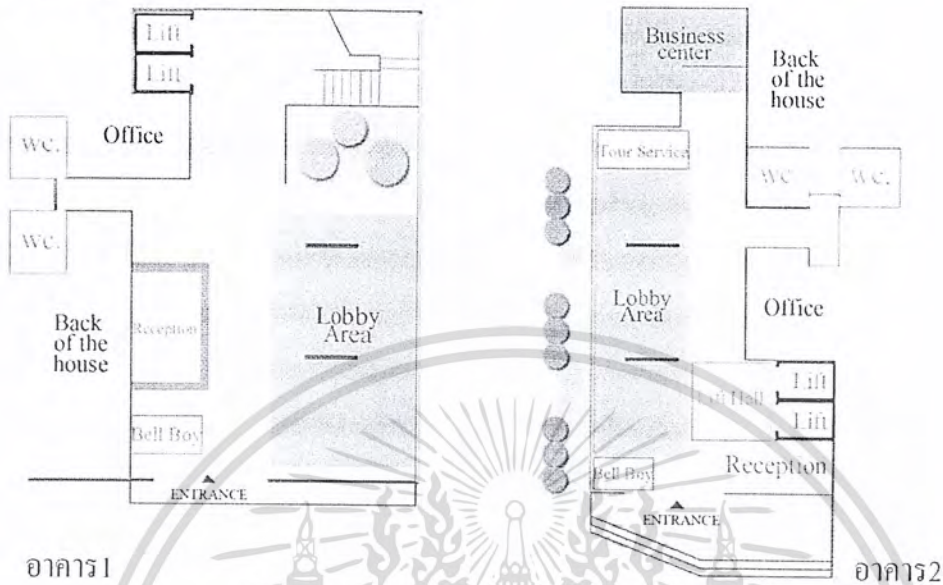 Lift
Lift
Office
WC.
WC.
Back
of the
house
Reception
Lobby
Area
Bell Boy
ENTRANCE
อาคาร1
Business
center
Back
of the
house
Tour Service
WC.
WC.
Lobby
Area
Office
Lift Hall
Lift
Lift
Bell Boy
Reception
ENTRANCE
อาคาร2